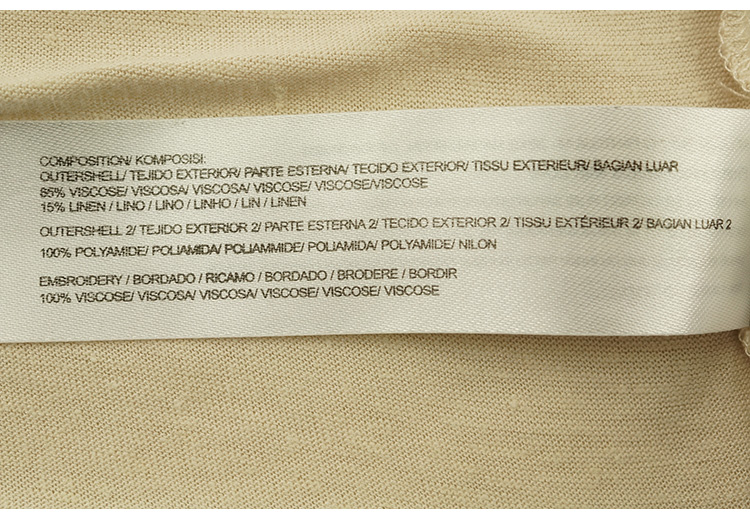 COMPOSITION/ KOMPOSISI:
OUTERSHELL/ TEJIDO EXTERIOR/ PARTE ESTERNA/ TECIDO EXTERIOR/ TISSU EXTERIEUR/ BAGIAN LUAR
85% VISCOSE/ VISCOSA/ VISCOSA/ VISCOSE/ VISCOSE/VISCOSE
15% LINEN / LINO / LINO / LINHO / LIN / LINEN
OUTERSHELL 2/ TEJIDO EXTERIOR 2/ PARTE ESTERNA 2/ TECIDO EXTERIOR 2/ TISSU EXTÉRIEUR 2/ BAGIAN LUAR 2
100% POLYAMIDE/ POLIAMIDA/ POLIAMMIDE/ POLIAMIDA/ POLYAMIDE/ NILON
EMBROIDERY / BORDADO / RICAMO / BORDADO / BRODERE / BORDIR
100% VISCOSE/ VISCOSA/ VISCOSA/ VISCOSE/ VISCOSE/ VISCOSE